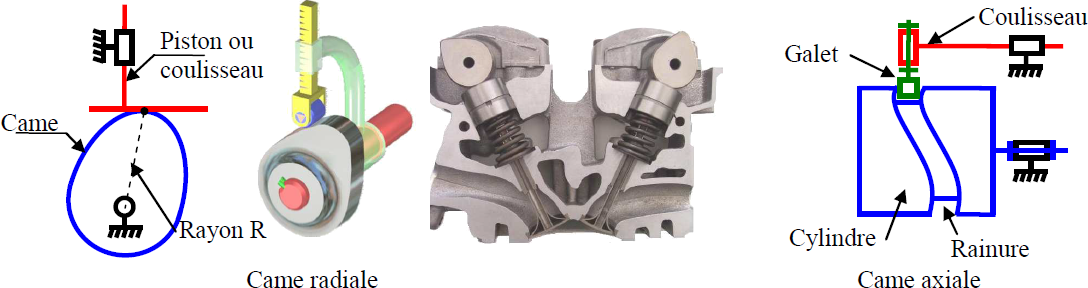 Piston ou
coulisseau
Came
Rayon R
Came radiale
Coulisseau
Galet
Cylindre
Rainure
Came axiale